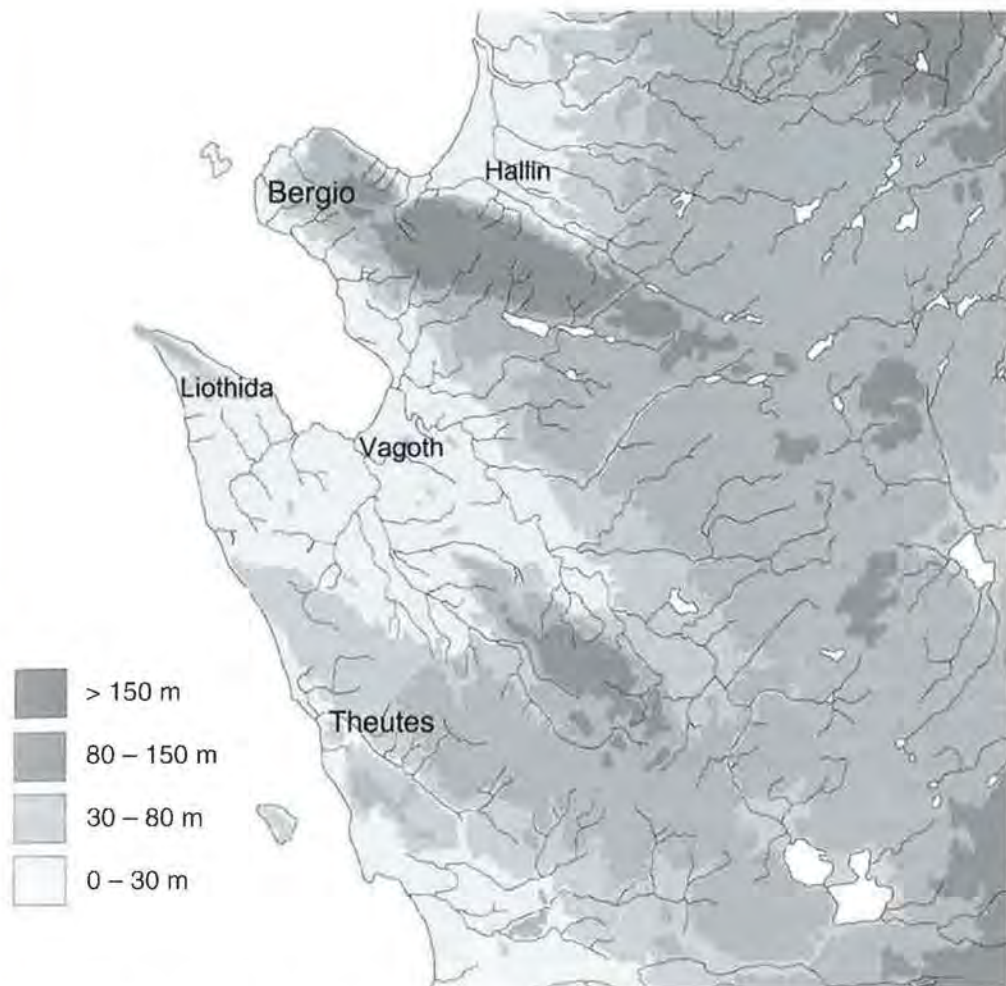 Hallin
Bergio
Liothida
Vagoth
Theutes
> 150 m
80 – 150 m
30 – 80 m
0 – 30 m